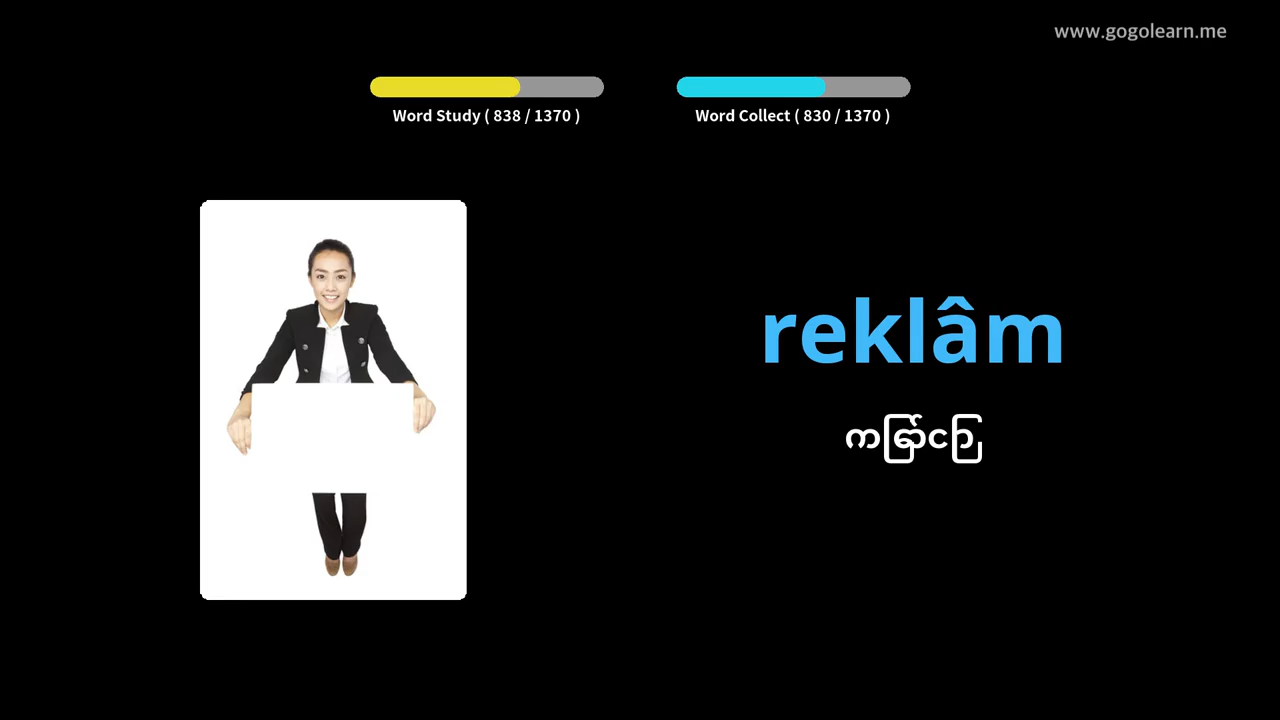 www.gogolearn.me
Word Study ( 838 / 1370 )
Word Collect ( 830 / 1370 )
reklâm
ကြော်ငြာ